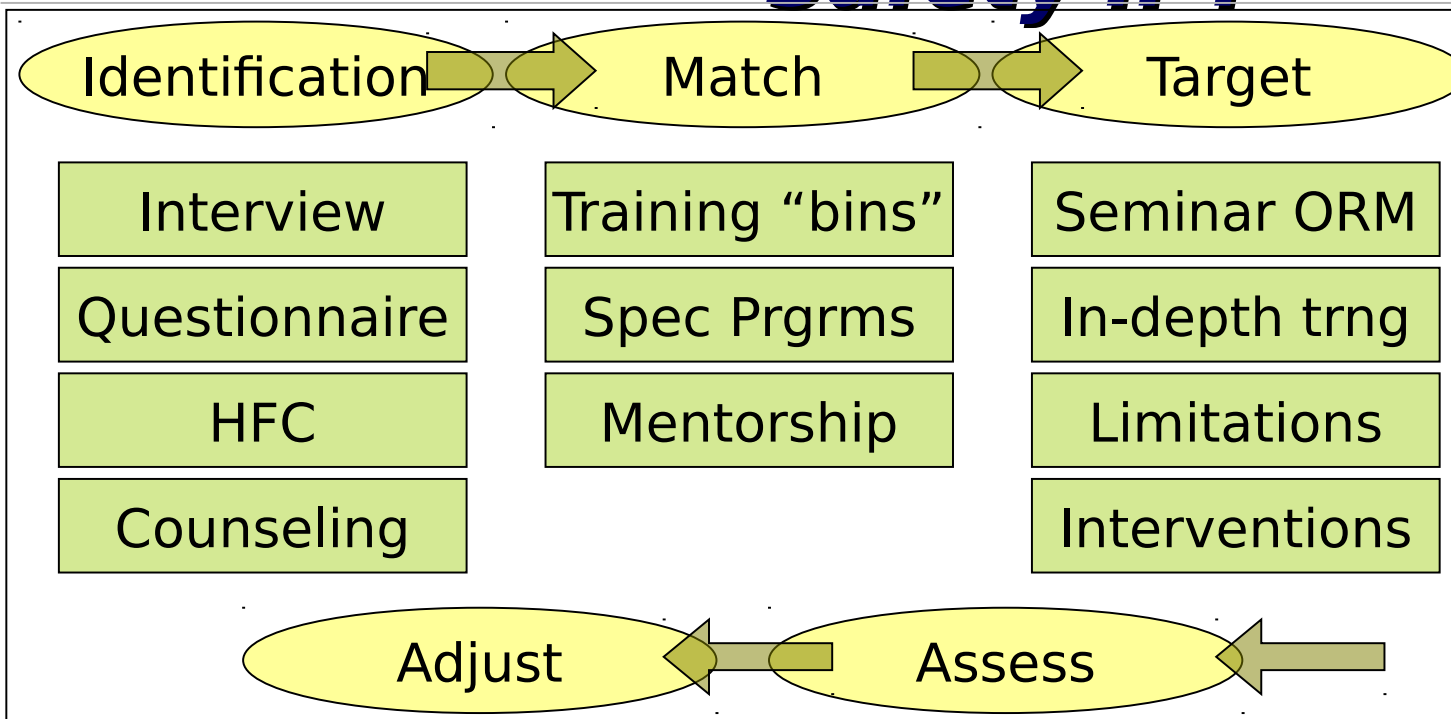 Identification
Match
Target
Interview
Training “bins”
Seminar ORM
Questionnaire
Spec Prgrms
In-depth trng
HFC
Mentorship
Limitations
Counseling
Interventions
Adjust
Assess